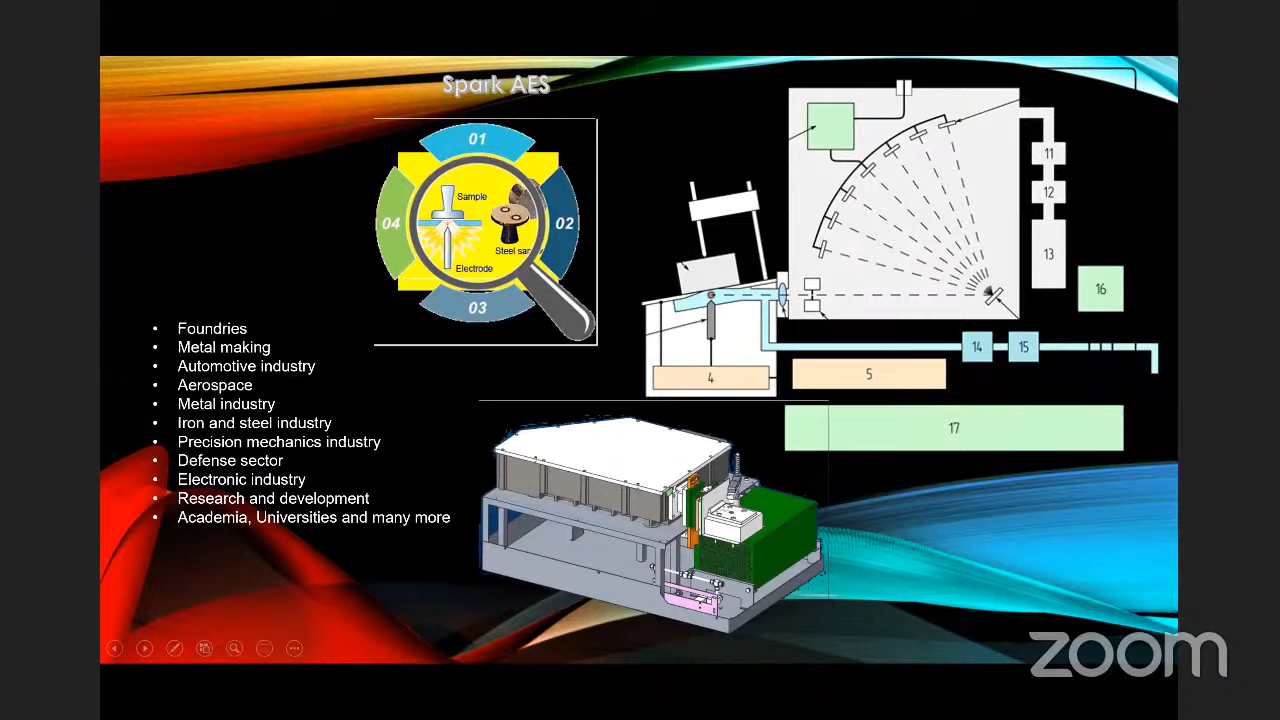 Spark AES
01
02
03
04
Sample
Steel sam
Electrode
• Foundries
• Metal making
• Automotive industry
• Aerospace
• Metal industry
• Iron and steel industry
• Precision mechanics industry
• Defense sector
• Electronic industry
• Research and development
• Academia, Universities and many more
11
12
13
16
14
15
4
5
17
zoom